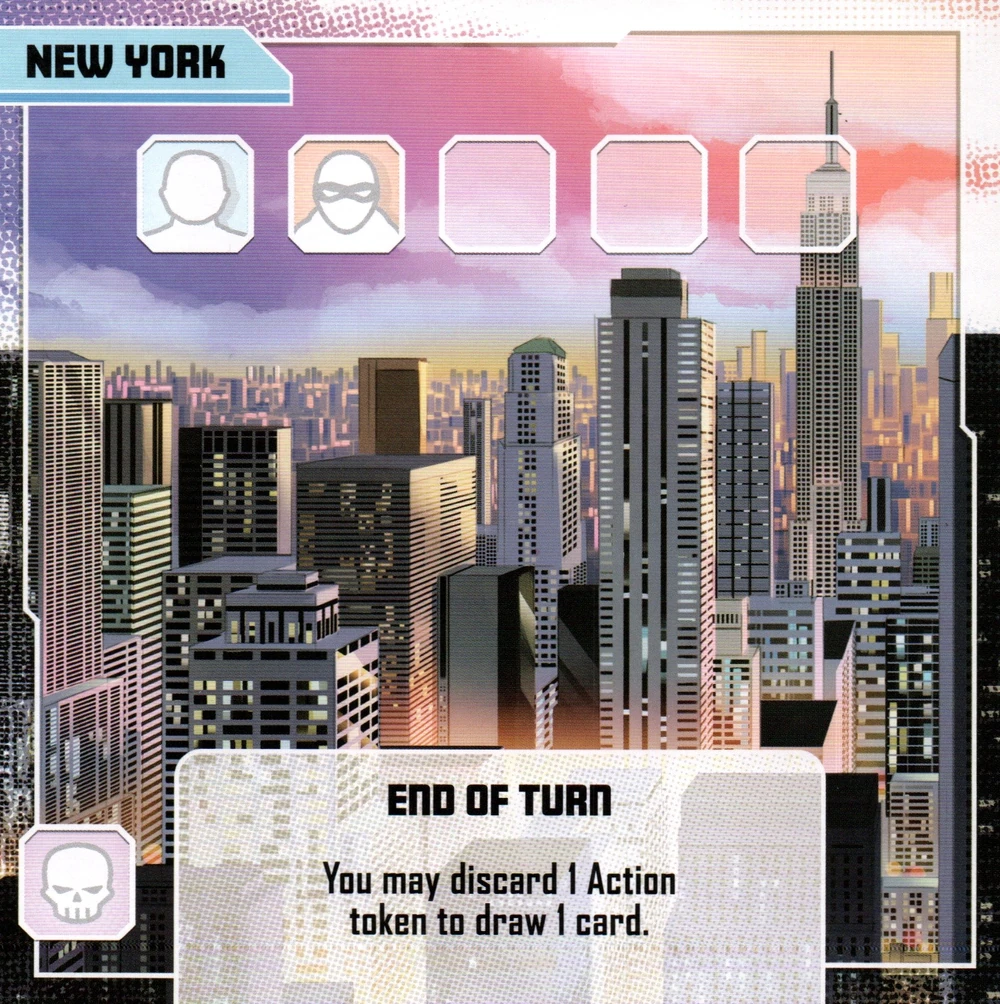 NEW YORK
END OF TURN
You may discard 1 Action
token to draw 1 card.